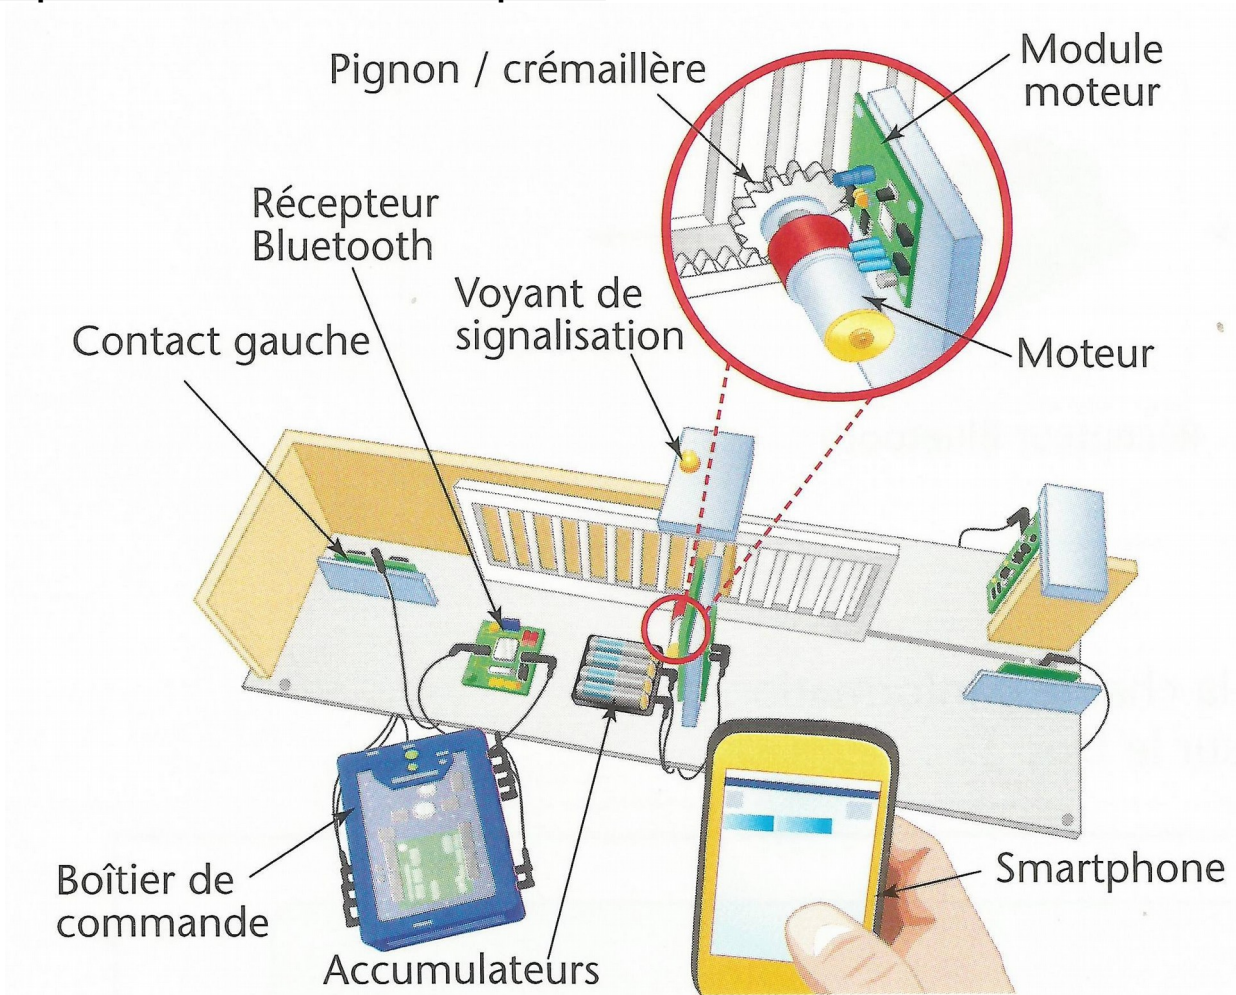 Pignon / crémaillère
Module
moteur
Récepteur
Bluetooth
Voyant de
signalisation
Contact gauche
Moteur
Smartphone
Boîtier de
commande
Accumulateurs